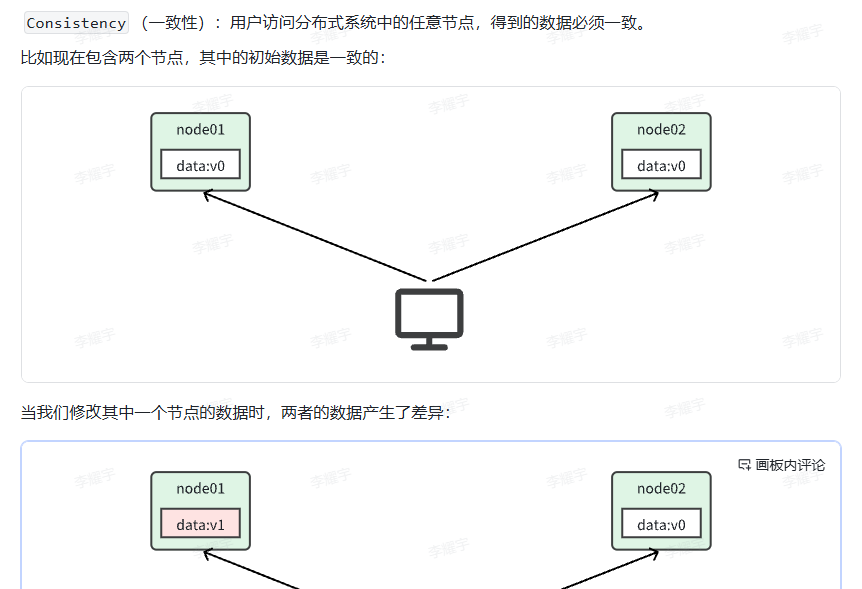 Consistency（一致性）：用户访问分布式系统中的任意节点，得到的数据必须一致。
比如现在包含两个节点，其中的初始数据是一致的：
node01
node02
data:v0
data:v0
当我们修改其中一个节点的数据时，两者的数据产生了差异：
画板内评论
node01
node02
data:v1
data:v0
李耀宇